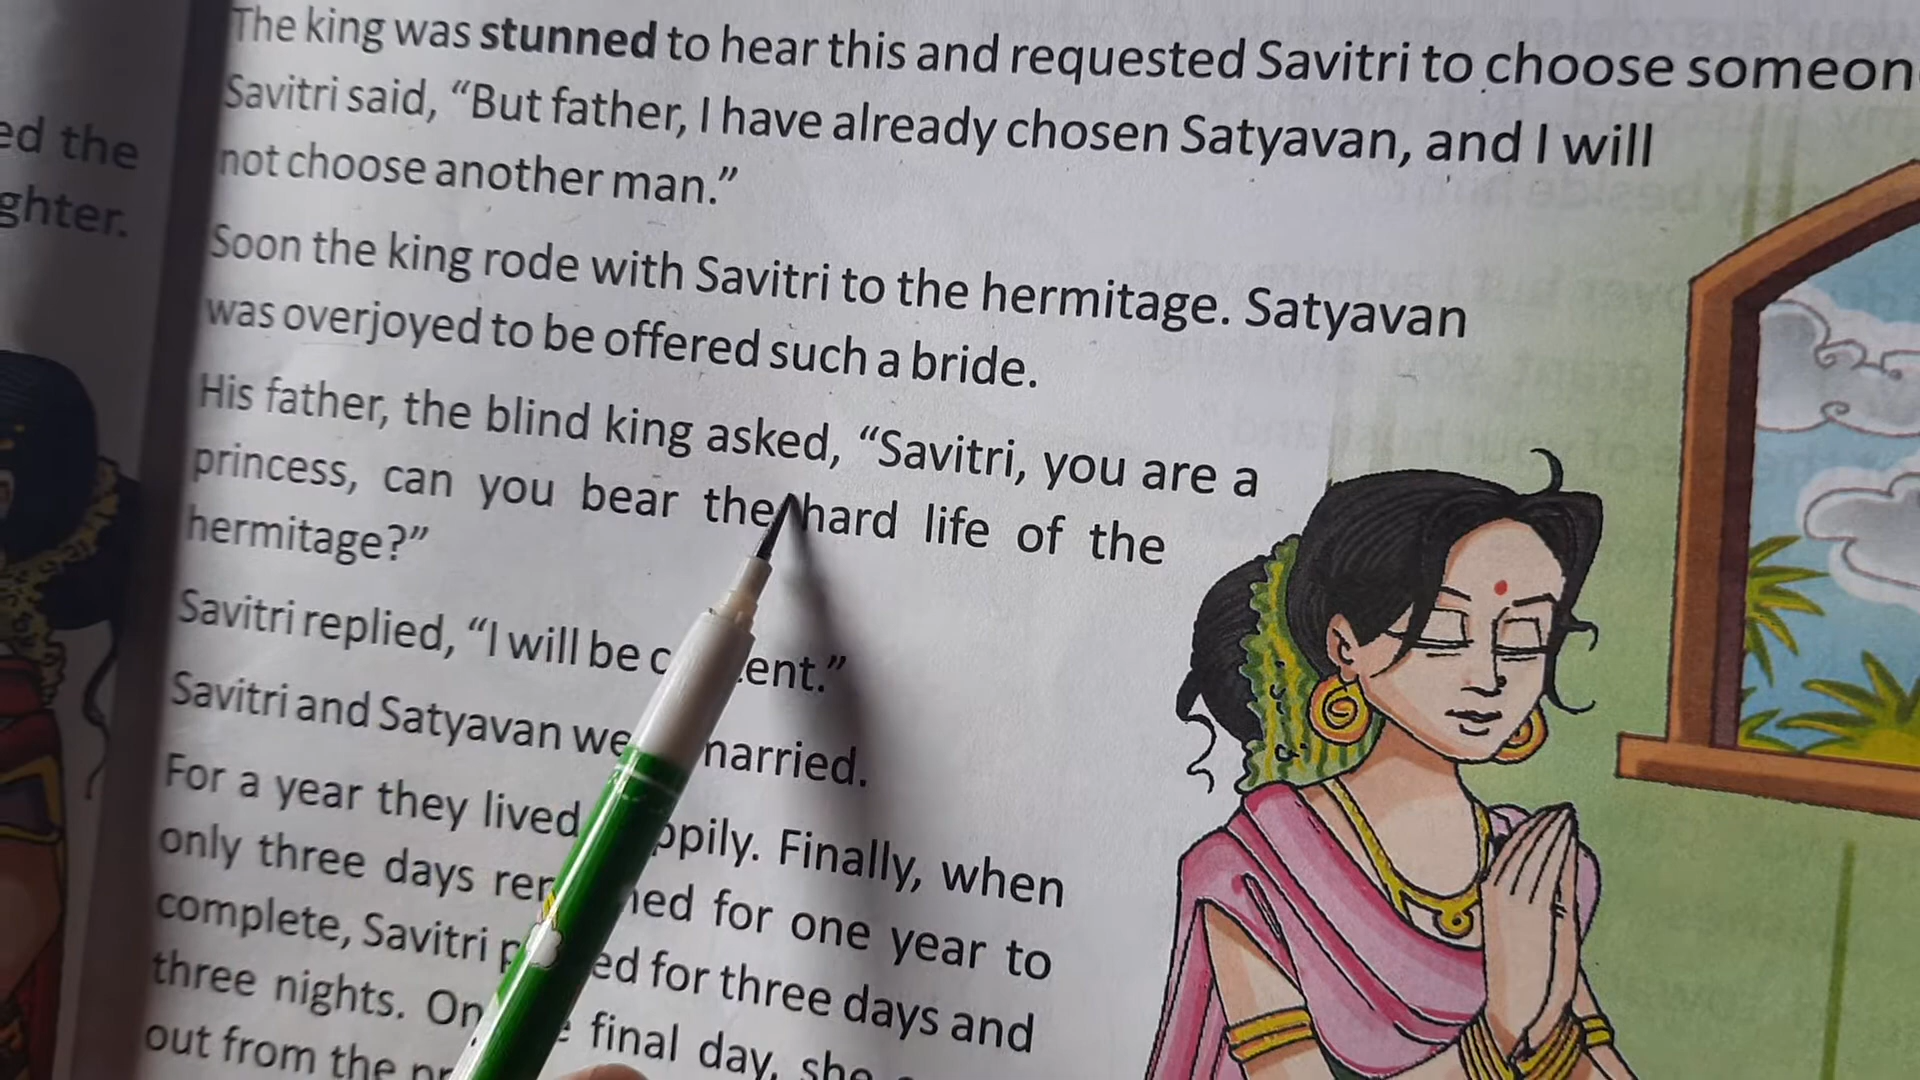 ed the
ghter.
The king was stunned to hear this and requested Savitri to choose
Savitri said, “But father, I have already chosen Satyavan, and I will
not choose another man.”
Soon the king rode with Savitri to the hermitage. Satyavan
was overjoyed to be offered such a bride.
His father, the blind king asked, “Savitri, you are a
princess, can you bear the hard life of the
hermitage?”
Savitri replied, “I will be
Savitri and Satyavan married.
For a year they lived Finally, when
only three days for one year to
complete, Savitri for three days and
three nights. On final day, she
out from the